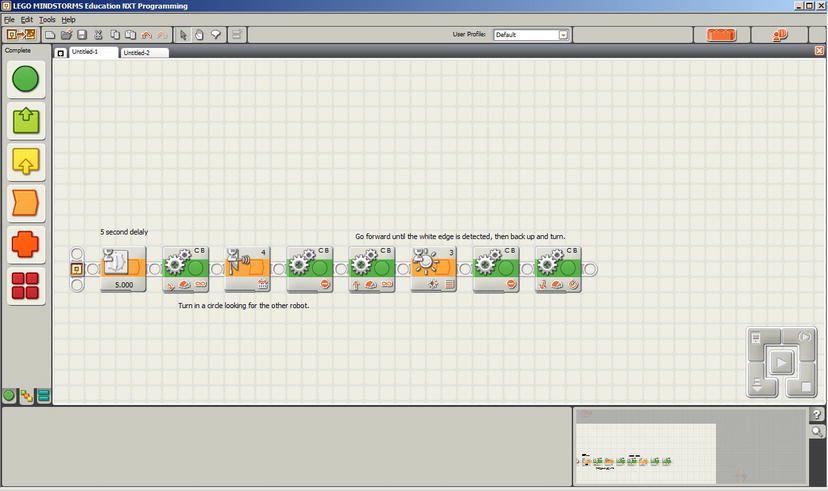 LEGO MINDSTORMS Education NXT Programming
File Edit Tools Help
User Profile: Default
Complete
Untitled-1 Untitled-2
5 second delaly
Go forward until the white edge is detected, then back up and turn.
C B 4 C B C B 3 C B C B
5.000
Turn in a circle looking for the other robot.